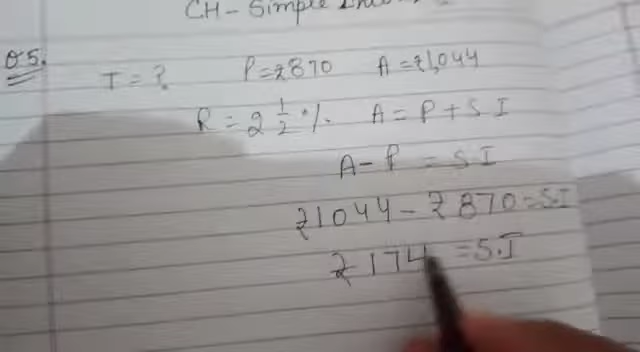 CH - Simple
Q5.
T = ? P = ₹870 A = ₹1,044
R = 2 1/2 % A = P + S I
A - P = S I
₹1044 - ₹870 = S.I
₹174 = S.I